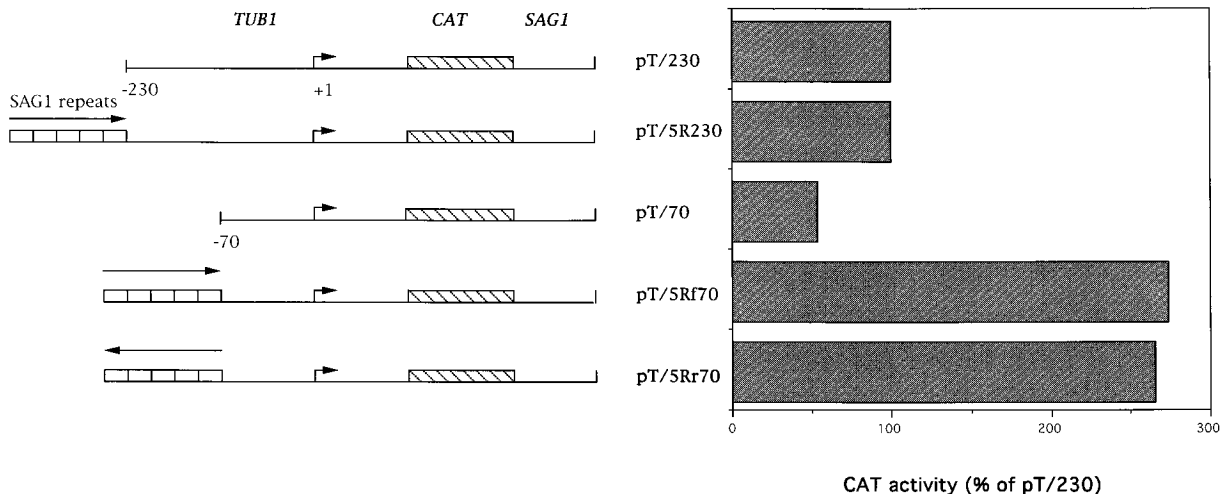 TUB1 CAT SAG1
pT/230
-230 +1
SAG1 repeats
pT/5R230
pT/70
-70
pT/5Rf70
pT/5Rr70
0 100 200 300
CAT activity (% of pT/230)